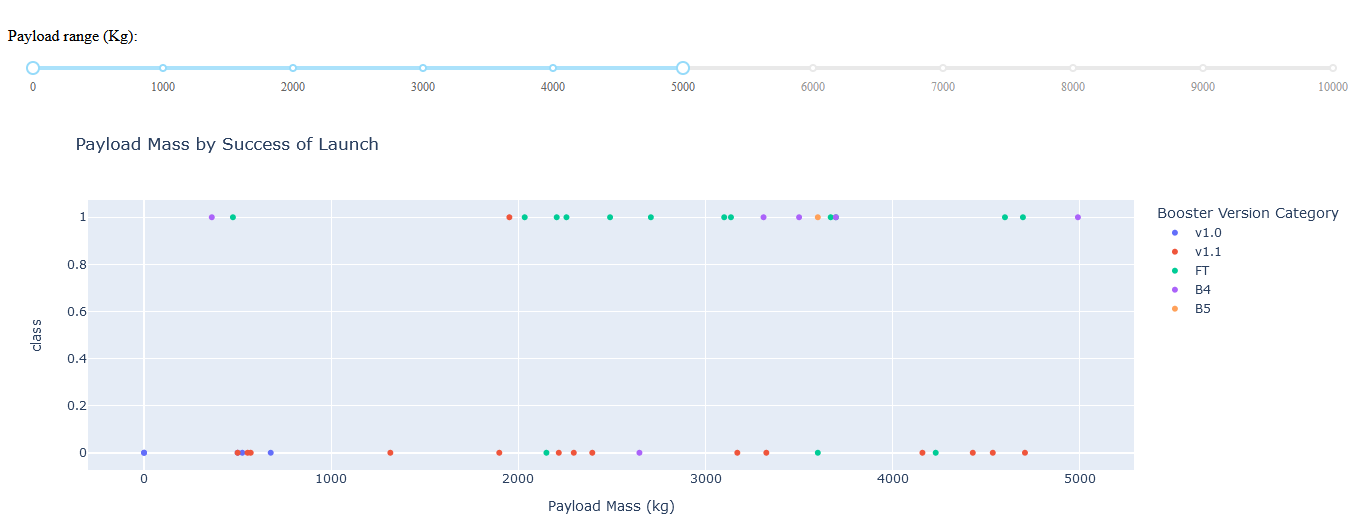 Payload range (Kg):
0 1000 2000 3000 4000 5000 6000 7000 8000 9000 10000
Payload Mass by Success of Launch
1
0.8
0.6
0.4
0.2
0
class
0 1000 2000 3000 4000 5000
Payload Mass (kg)
Booster Version Category
v1.0
v1.1
FT
B4
B5